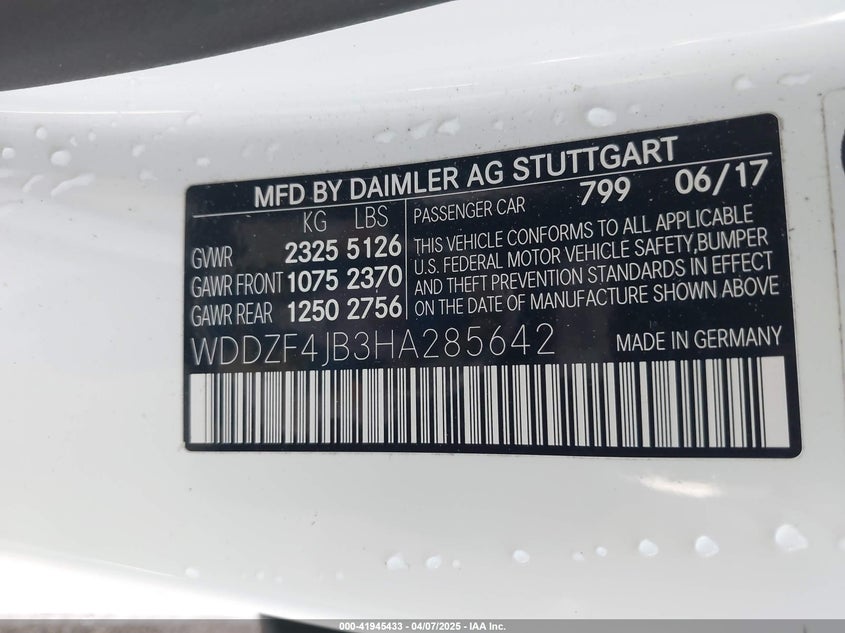 MFD BY DAIMLER AG STUTTGART
KG LBS
GVWR 2325 5126
GAWR FRONT 1075 2370
GAWR REAR 1250 2756
PASSENGER CAR 799 06/17
THIS VEHICLE CONFORMS TO ALL APPLICABLE
U.S. FEDERAL MOTOR VEHICLE SAFETY,BUMPER
AND THEFT PREVENTION STANDARDS IN EFFECT
ON THE DATE OF MANUFACTURE SHOWN ABOVE
WDDZF4JB3HA285642 MADE IN GERMANY
000-41945433 - 04/07/2025 - IAA Inc.